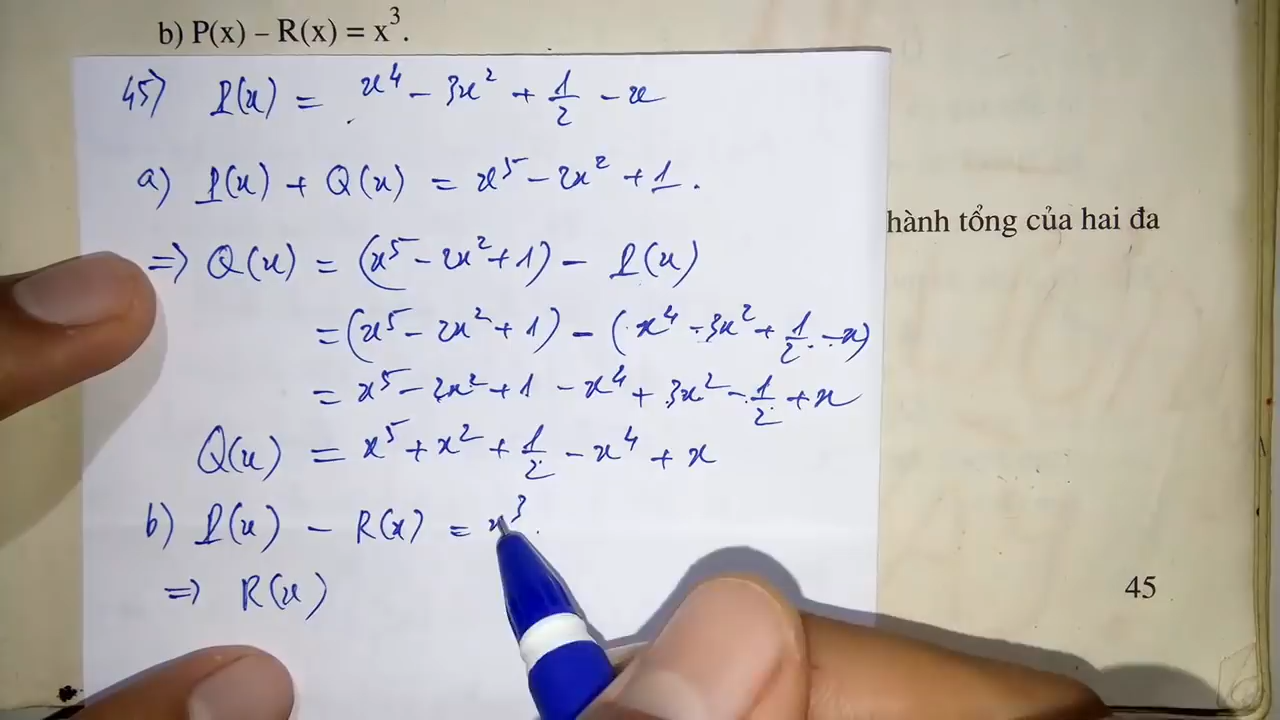 b) P(x) – R(x) = x³.
45) P(x) = x⁴ - 3x² + 1/2 - x
a) P(x) + Q(x) = x⁵ - 2x² + 1.
hành tổng của hai đa
=> Q(x) = (x⁵ - 2x² + 1) - P(x)
= (x⁵ - 2x² + 1) - (x⁴ - 3x² + 1/2 - x)
= x⁵ - 2x² + 1 - x⁴ + 3x² - 1/2 + x
Q(x) = x⁵ + x² + 1/2 - x⁴ + x
b) P(x) - R(x) = x³.
=> R(x)
45